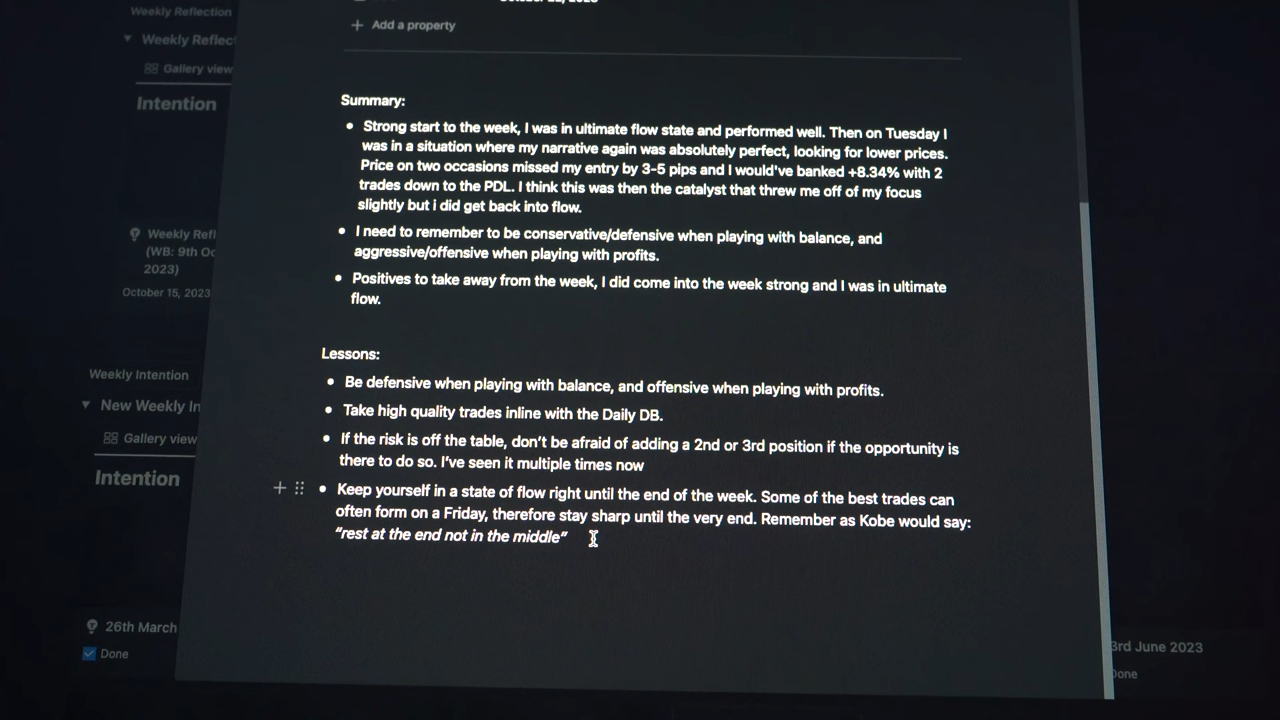 Weekly Reflection
Weekly Reflec
Gallery view
Intention
Weekly Refl
(WB: 9th Oc
2023)
October 15, 2023
Weekly Intention
New Weekly In
Gallery view
Intention
26th March
Done
Add a property
Summary:
Strong start to the week, I was in ultimate flow state and performed well. Then on Tuesday I
was in a situation where my narrative again was absolutely perfect, looking for lower prices.
Price on two occasions missed my entry by 3-5 pips and I would've banked +8.34% with 2
trades down to the PDL. I think this was then the catalyst that threw me off of my focus
slightly but i did get back into flow.
I need to remember to be conservative/defensive when playing with balance, and
aggressive/offensive when playing with profits.
Positives to take away from the week, I did come into the week strong and I was in ultimate
flow.
Lessons:
Be defensive when playing with balance, and offensive when playing with profits.
Take high quality trades inline with the Daily DB.
If the risk is off the table, don't be afraid of adding a 2nd or 3rd position if the opportunity is
there to do so. I've seen it multiple times now
Keep yourself in a state of flow right until the end of the week. Some of the best trades can
often form on a Friday, therefore stay sharp until the very end. Remember as Kobe would say:
"rest at the end not in the middle"
3rd June 2023
Done